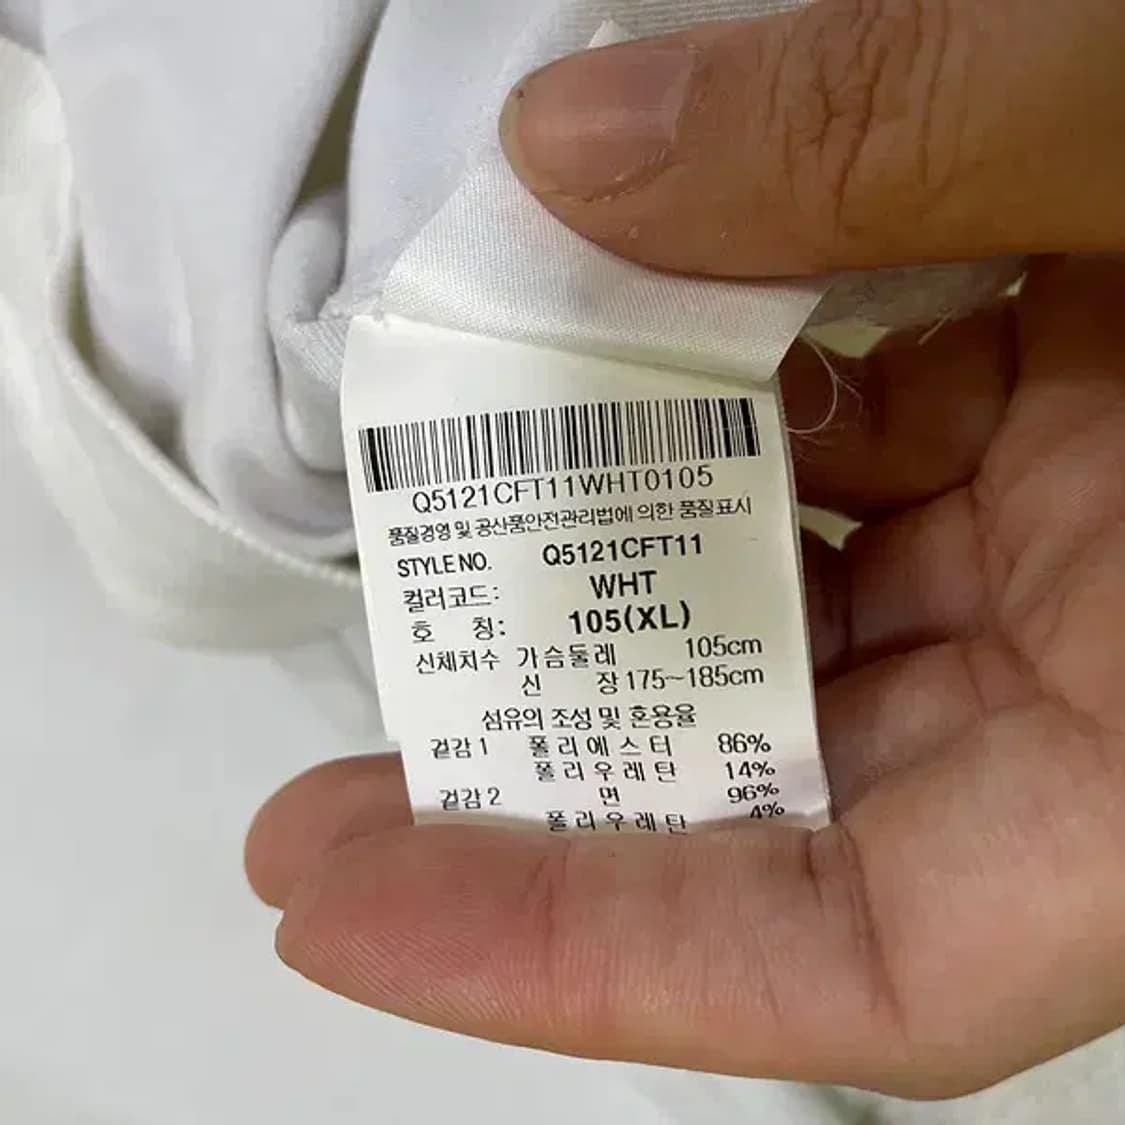 Q5121CFT11WHT0105
품질경영 및 공산품안전관리법에 의한 품질표시
STYLE NO. Q5121CFT11
컬러코드: WHT
호 칭: 105(XL)
신체치수 가슴둘레 105cm
신 장 175~185cm
섬유의 조성 및 혼용율
겉감1 폴리에스터 86%
폴리우레탄 14%
겉감2 면 96%
폴리우레탄 4%